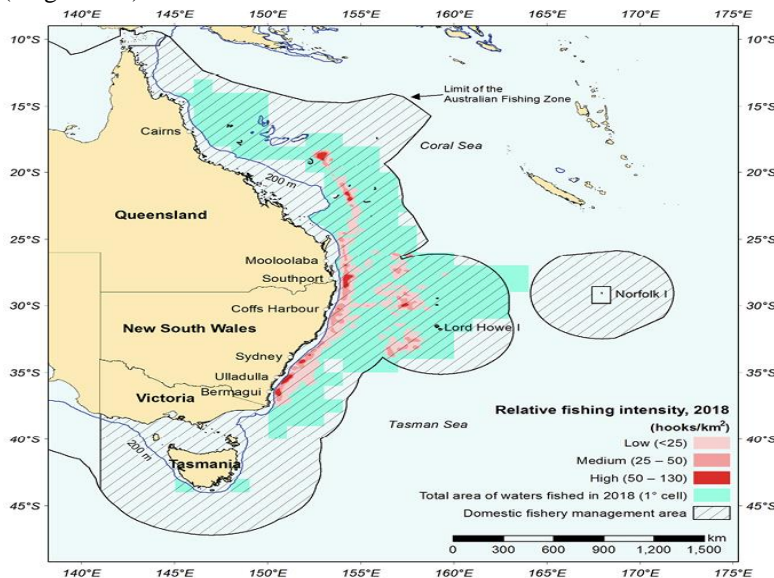 140°E 145°E 150°E 155°E 160°E 165°E 170°E 175°E
10°S 10°S
Limit of the
Australian Fishing Zone
15°S 15°S
Cairns
Coral Sea
20°S 20°S
200 m
Queensland
25°S 25°S
Mooloolaba
Southport
Norfolk I
30°S 30°S
Coffs Harbour
Lord Howe I
New South Wales
Sydney
35°S 35°S
Ulladulla
Bermagui
Victoria
Tasman Sea
40°S 40°S
200 m
Tasmania
45°S 45°S
Relative fishing intensity, 2018
(hooks/km²)
Low (<25)
Medium (25 – 50)
High (50 – 130)
Total area of waters fished in 2018 (1° cell)
Domestic fishery management area
km
0 300 600 900 1,200 1,500
140°E 145°E 150°E 155°E 160°E 165°E 170°E 175°E